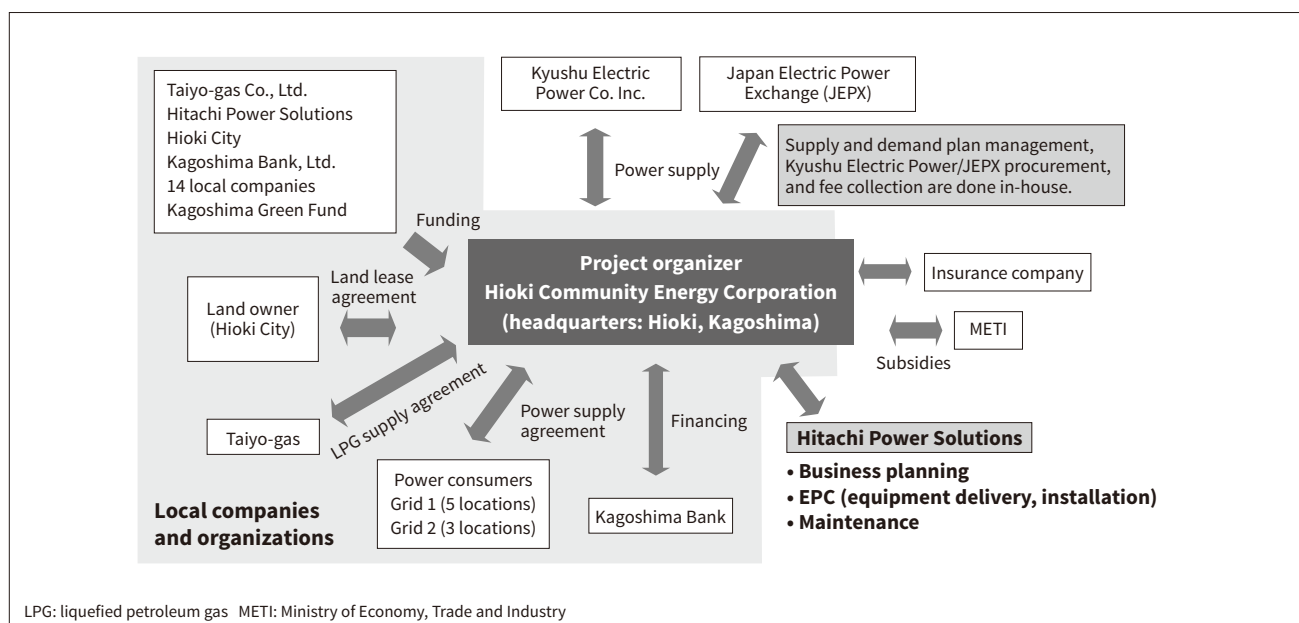 Taiyo-gas Co., Ltd.
Hitachi Power Solutions
Hioki City
Kagoshima Bank, Ltd.
14 local companies
Kagoshima Green Fund
Kyushu Electric
Power Co. Inc.
Japan Electric Power
Exchange (JEPX)
Power supply
Supply and demand plan management,
Kyushu Electric Power/JEPX procurement,
and fee collection are done in-house.
Funding
Project organizer
Hioki Community Energy Corporation
(headquarters: Hioki, Kagoshima)
Land lease
agreement
Land owner
(Hioki City)
Insurance company
METI
Subsidies
LPG supply agreement
Taiyo-gas
Power supply
agreement
Financing
Power consumers
Grid 1 (5 locations)
Grid 2 (3 locations)
Kagoshima Bank
Hitachi Power Solutions
• Business planning
• EPC (equipment delivery, installation)
• Maintenance
Local companies
and organizations
LPG: liquefied petroleum gas METI: Ministry of Economy, Trade and Industry